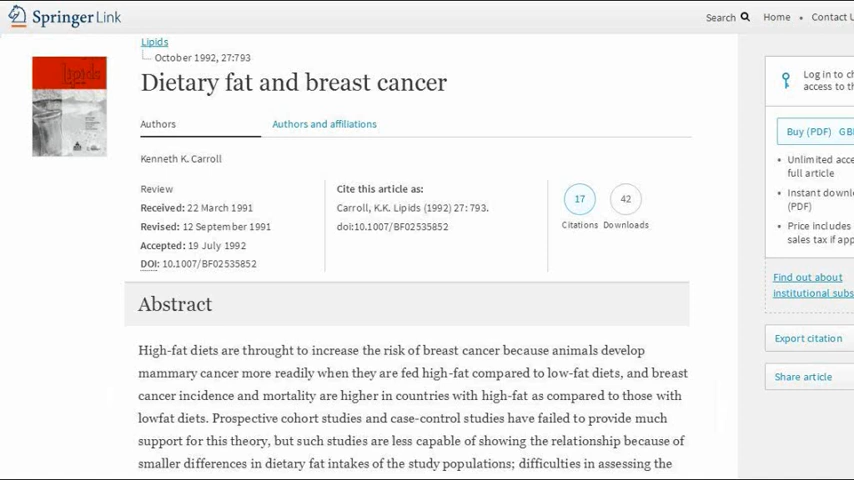 Springer Link
Search
Home • Contact U
Lipids
October 1992, 27:793
Dietary fat and breast cancer
Authors
Authors and affiliations
Kenneth K. Carroll
Review
Received: 22 March 1991
Revised: 12 September 1991
Accepted: 19 July 1992
DOI: 10.1007/BF02535852
Cite this article as:
Carroll, K.K. Lipids (1992) 27: 793.
doi:10.1007/BF02535852
17
Citations
42
Downloads
Abstract
High-fat diets are throught to increase the risk of breast cancer because animals develop
mammary cancer more readily when they are fed high-fat compared to low-fat diets, and breast
cancer incidence and mortality are higher in countries with high-fat as compared to those with
lowfat diets. Prospective cohort studies and case-control studies have failed to provide much
support for this theory, but such studies are less capable of showing the relationship because of
smaller differences in dietary fat intakes of the study populations; difficulties in assessing the
Log in to ch
access to th
Buy (PDF) GB
• Unlimited acce
full article
• Instant downl
(PDF)
• Price includes
sales tax if app
Find out about
institutional subs
Export citation
Share article
lipids